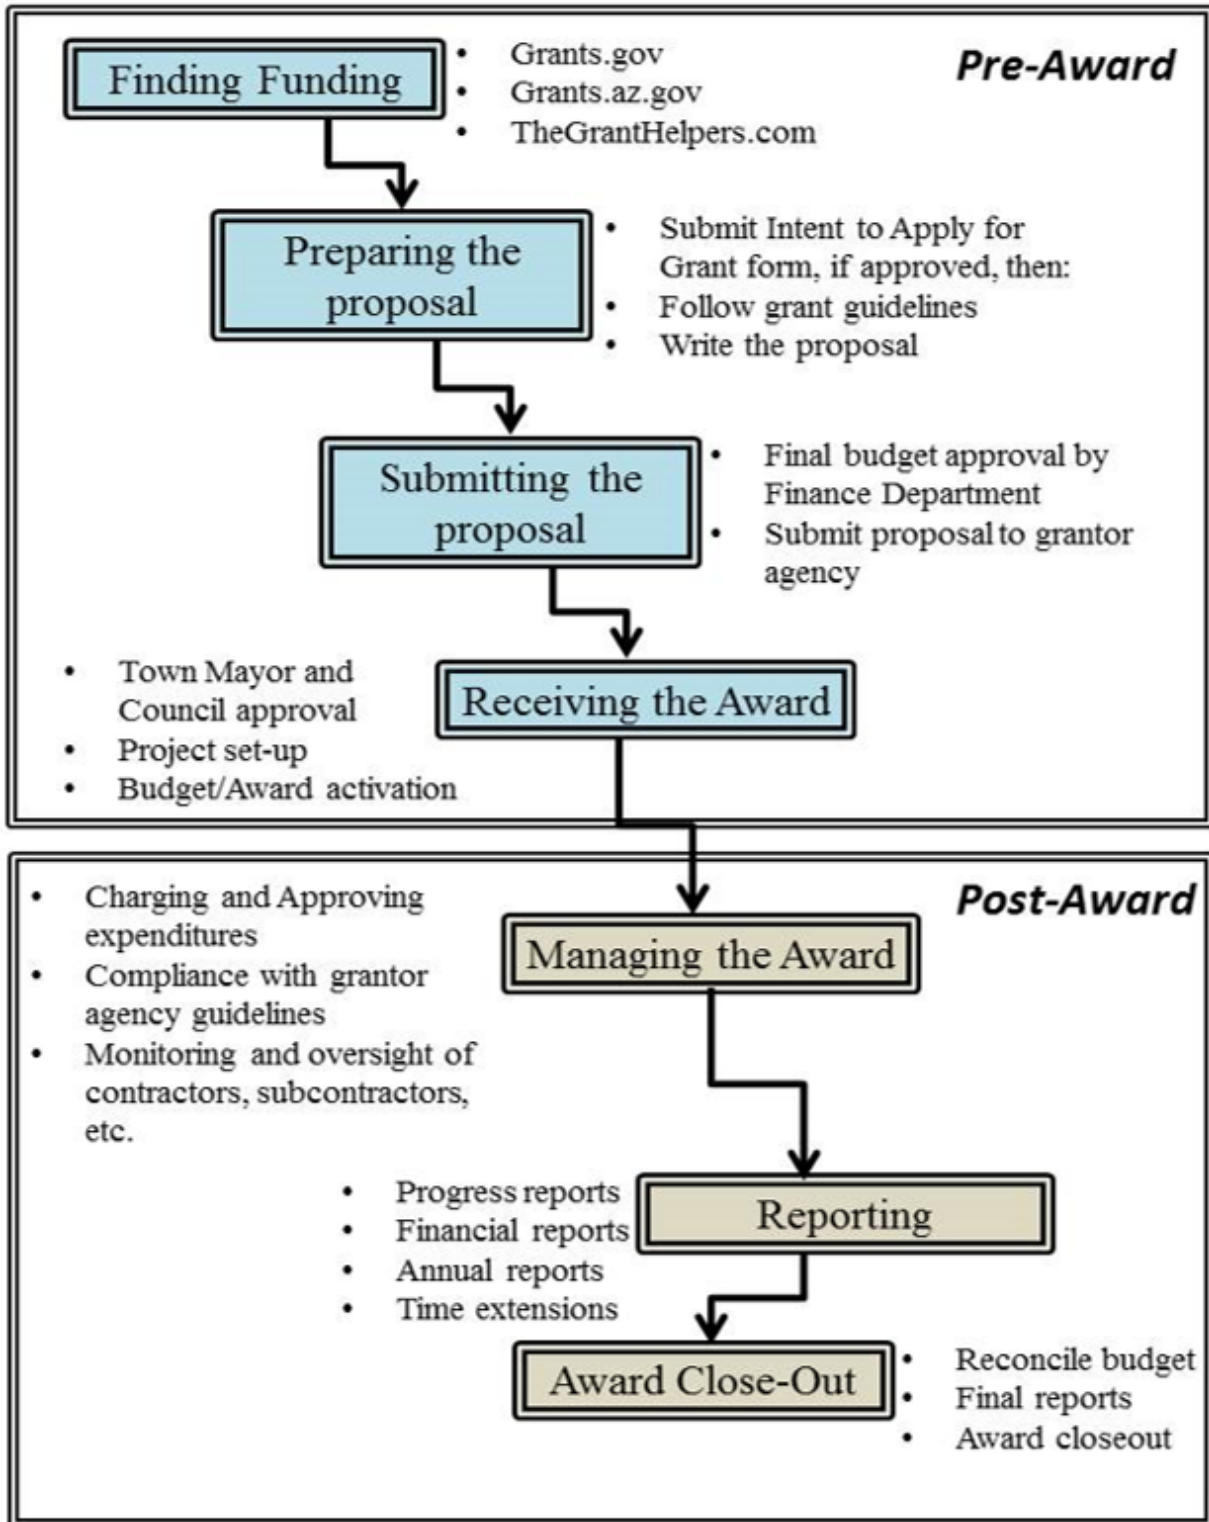 Pre-Award
Finding Funding
• Grants.gov
• Grants.az.gov
• TheGrantHelpers.com
Preparing the
proposal
• Submit Intent to Apply for
Grant form, if approved, then:
• Follow grant guidelines
• Write the proposal
Submitting the
proposal
• Final budget approval by
Finance Department
• Submit proposal to grantor
agency
Receiving the Award
• Town Mayor and
Council approval
• Project set-up
• Budget/Award activation
Post-Award
Managing the Award
• Charging and Approving
expenditures
• Compliance with grantor
agency guidelines
• Monitoring and oversight of
contractors, subcontractors,
etc.
Reporting
• Progress reports
• Financial reports
• Annual reports
• Time extensions
Award Close-Out
• Reconcile budget
• Final reports
• Award closeout